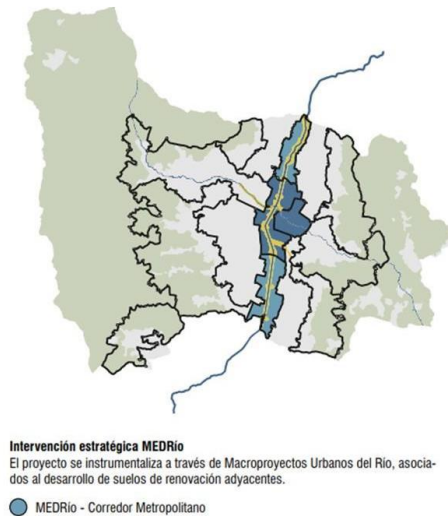 Intervención estratégica MEDRío
El proyecto se instrumentaliza a través de Macroproyectos Urbanos del Río, asocia-
dos al desarrollo de suelos de renovación adyacentes.
MEDRío - Corredor Metropolitano